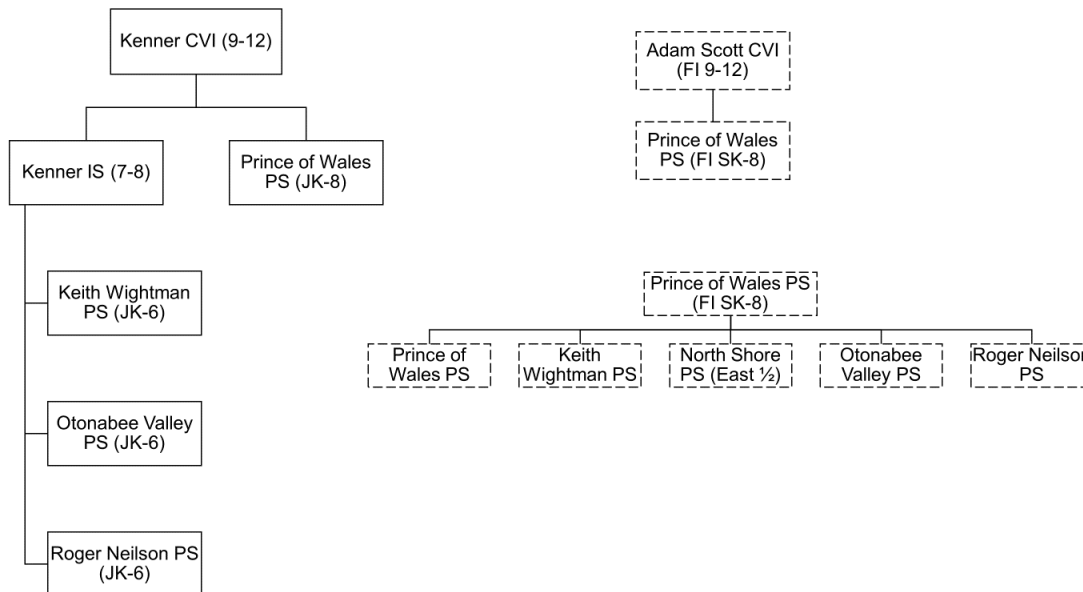 Kenner CVI (9-12)
Adam Scott CVI
(FI 9-12)
Kenner IS (7-8)
Prince of Wales
PS (JK-8)
Prince of Wales
PS (FI SK-8)
Keith Wightman
PS (JK-6)
Otonabee Valley
PS (JK-6)
Roger Neilson PS
(JK-6)
Prince of Wales PS
(FI SK-8)
Prince of
Wales PS
Keith
Wightman PS
North Shore
PS (East ½)
Otonabee
Valley PS
Roger Neilson
PS